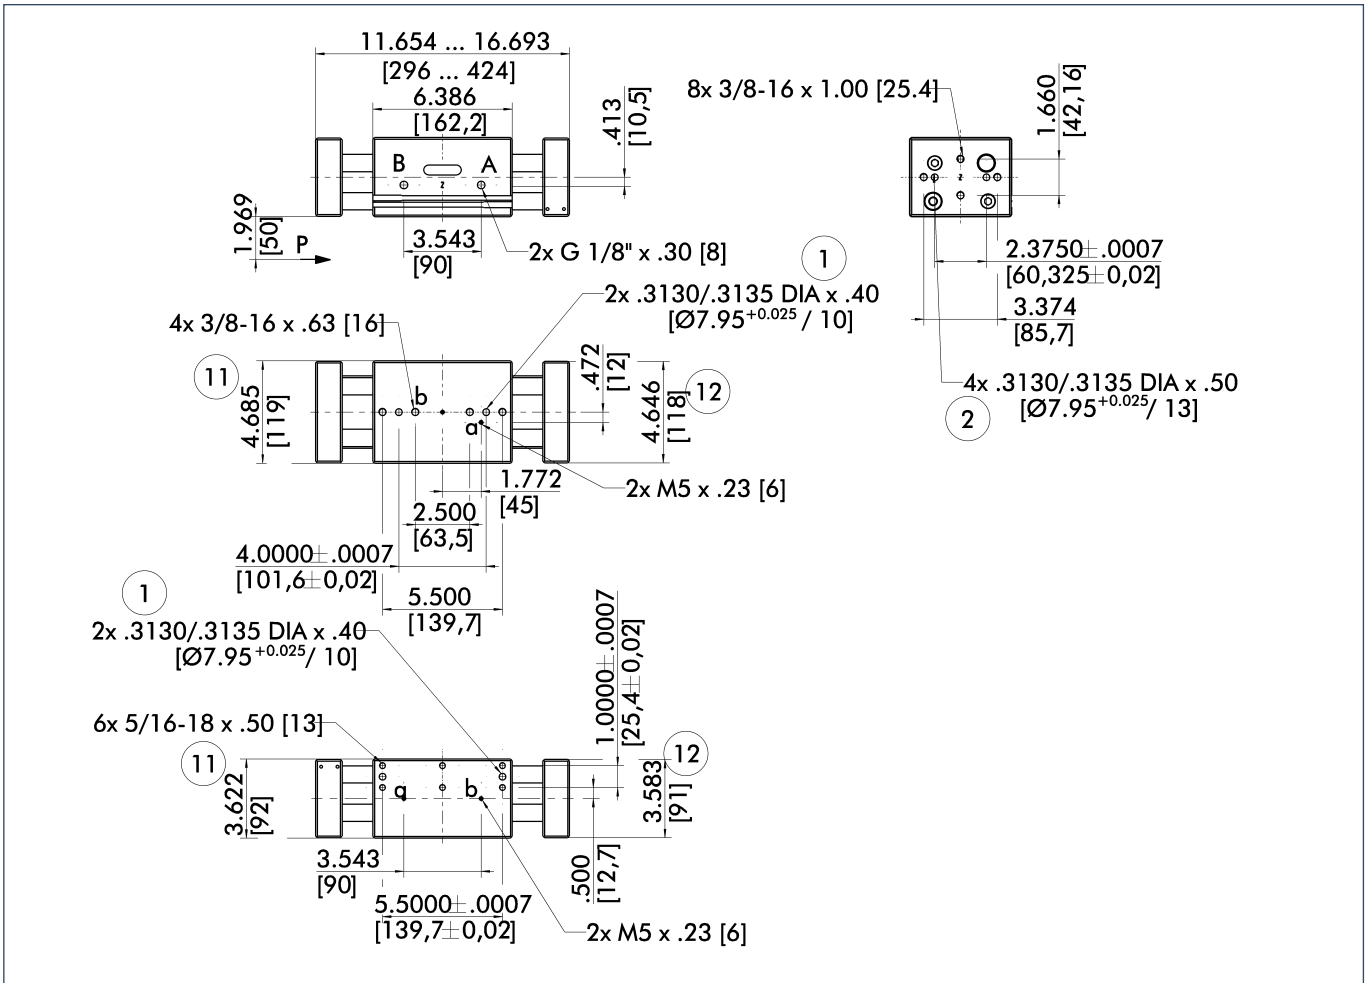 11.654 ... 16.693
[296 ... 424]
6.386
[162,2]
.413
[10,5]
B
A
z
1.969
[50]
P
3.543
[90]
2x G 1/8" x .30 [8]
8x 3/8-16 x 1.00 [25.4]
1.660
[42,16]
z
2.3750±.0007
[60,325±0,02]
3.374
[85,7]
4x .3130/.3135 DIA x .50
[Ø7.95+0.025/ 13]
2
1
2x .3130/.3135 DIA x .40
[Ø7.95+0.025 / 10]
4x 3/8-16 x .63 [16]
11
4.685
[119]
b
a
.472
[12]
4.646
[118]
12
1.772
[45]
2x M5 x .23 [6]
2.500
[63,5]
4.0000±.0007
[101,6±0,02]
5.500
[139,7]
1
2x .3130/.3135 DIA x .40
[Ø7.95+0.025/ 10]
6x 5/16-18 x .50 [13]
11
3.622
[92]
a
b
1.0000±.0007
[25,4±0,02]
12
3.583
[91]
.500
[12,7]
3.543
[90]
5.5000±.0007
[139,7±0,02]
2x M5 x .23 [6]